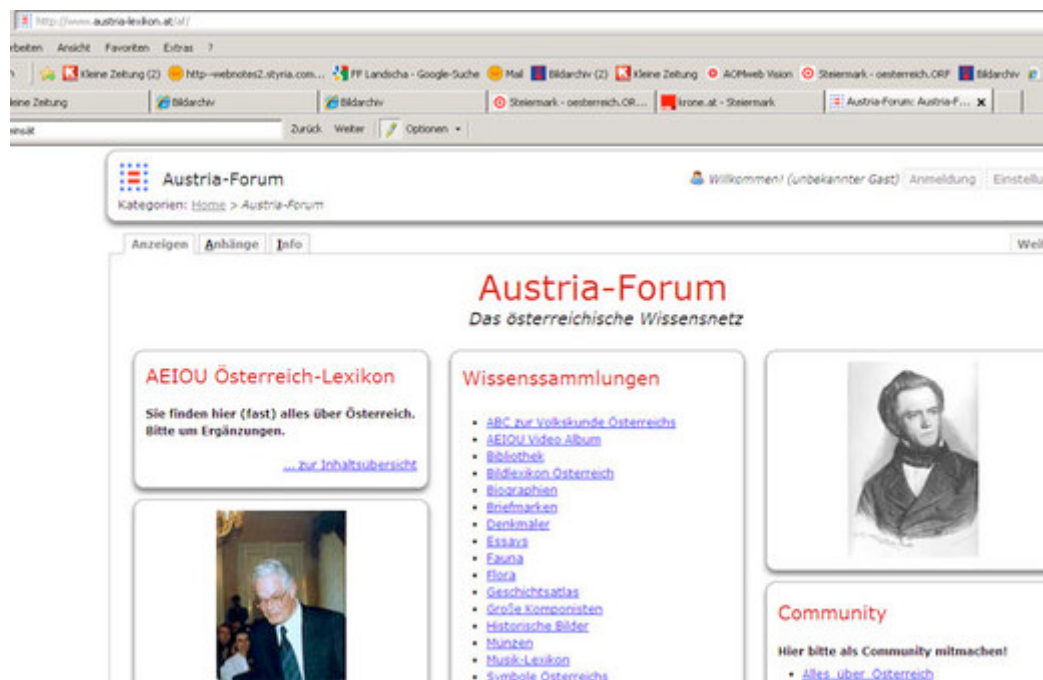 http://www.austria-lexikon.at/af/
rbeiten Ansicht Favoriten Extras ?
Kleine Zeitung (2) http--webnotes2.styria.com... FF Landscha - Google-Suche Mail Bildarchiv (2) Kleine Zeitung AOMweb Vision Steiermark - oesterreich.ORF Bildarchiv
leine Zeitung Bildarchiv Bildarchiv Steiermark - oesterreich.OR... krone.at - Steiermark Austria-Forum: Austria-F...
einsät Zurück Weiter Optionen
Austria-Forum
Willkommen! (unbekannter Gast) Anmeldung Einstellu
Kategorien: Home > Austria-Forum
Anzeigen Anhänge Info Weit
Austria-Forum
Das österreichische Wissensnetz
AEIOU Österreich-Lexikon
Sie finden hier (fast) alles über Österreich.
Bitte um Ergänzungen.
... zur Inhaltsübersicht
Wissenssammlungen
ABC zur Volkskunde Österreichs
AEIOU Video Album
Bibliothek
Bildlexikon Österreich
Biographien
Briefmarken
Denkmäler
Essays
Fauna
Flora
Geschichtsatlas
Große Komponisten
Historische Bilder
Münzen
Musik-Lexikon
Symbole Österreichs
Community
Hier bitte als Community mitmachen!
Alles über Österreich